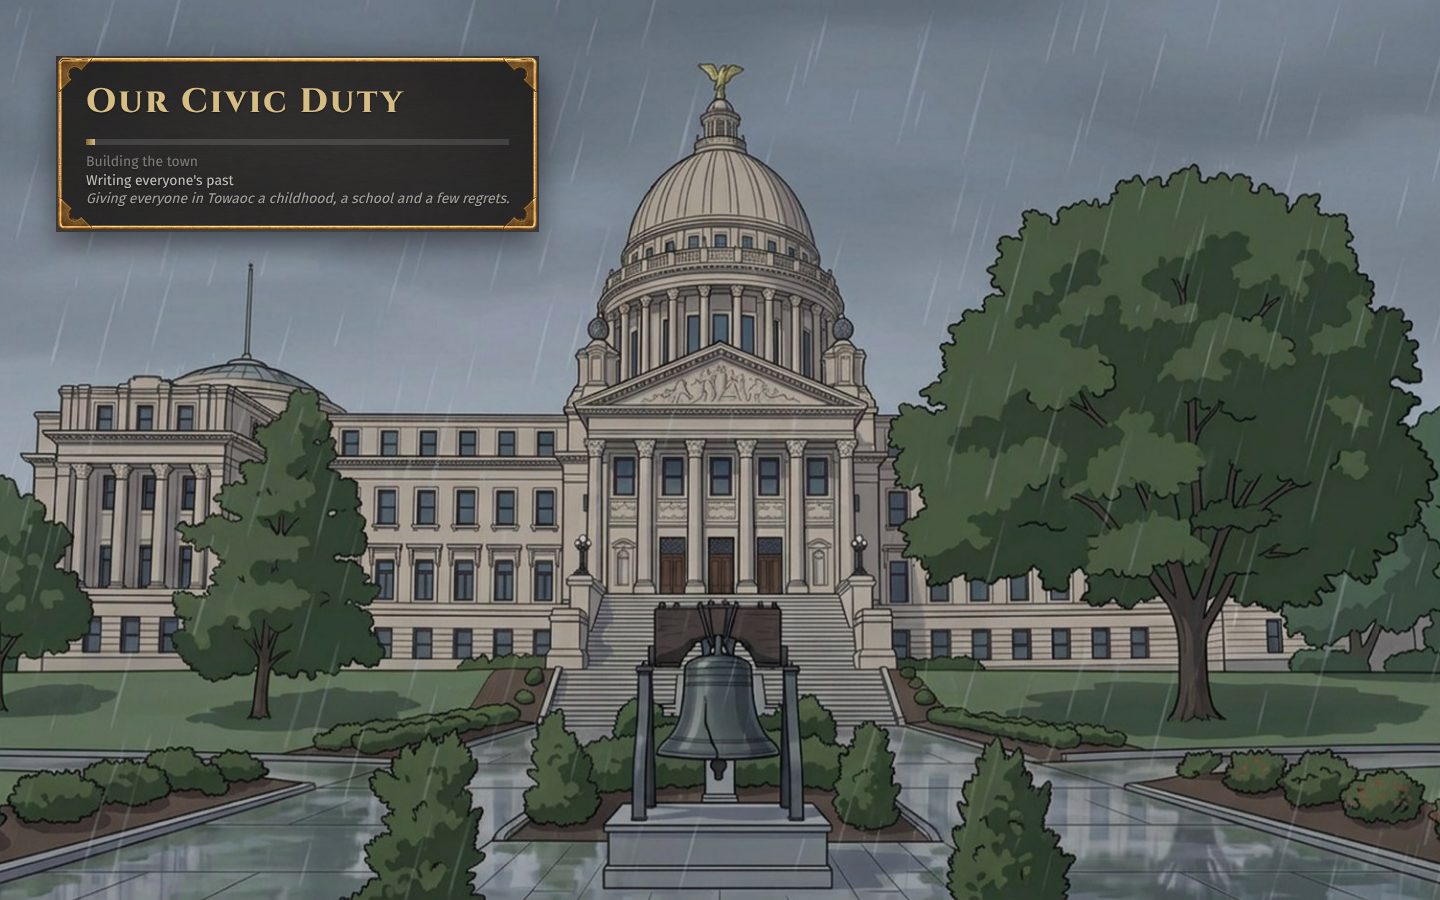 Our Civic Duty
Building the town
Writing everyone's past
Giving everyone in Towaoc a childhood, a school and a few regrets.